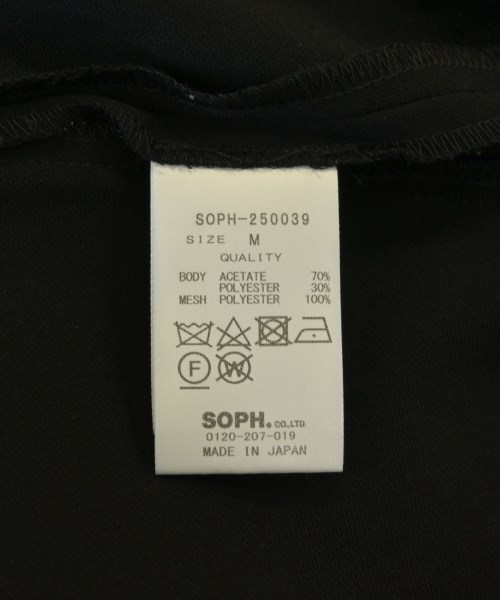 SOPH-250039
SIZE M
QUALITY
BODY ACETATE 70%
POLYESTER 30%
MESH POLYESTER 100%
F W
SOPH. CO.,LTD.
0120-207-019
MADE IN JAPAN